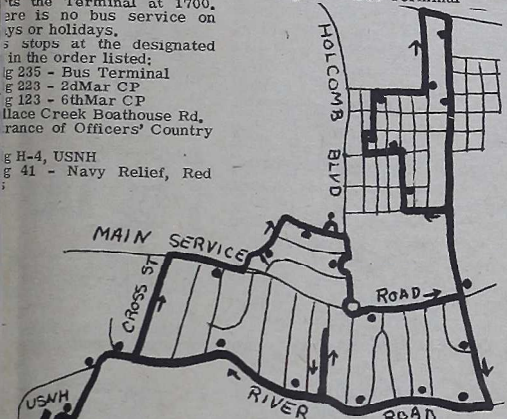 the Terminal at 1700.
ere is no bus service on
ys or holidays.
s stops at the designated
in the order listed:
g 235 - Bus Terminal
g 223 - 2dMar CP
g 123 - 6thMar CP
llace Creek Boathouse Rd.
rance of Officers' Country
g H-4, USNH
g 41 - Navy Relief, Red
HOLCOMB BLVD
MAIN SERVICE
ROAD
CROSS ST
USNH
RIVER ROAD